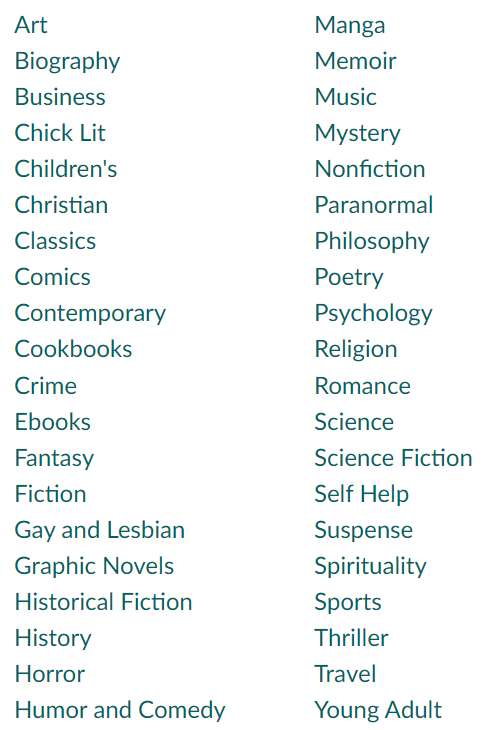 Art
Biography
Business
Chick Lit
Children's
Christian
Classics
Comics
Contemporary
Cookbooks
Crime
Ebooks
Fantasy
Fiction
Gay and Lesbian
Graphic Novels
Historical Fiction
History
Horror
Humor and Comedy
Manga
Memoir
Music
Mystery
Nonfiction
Paranormal
Philosophy
Poetry
Psychology
Religion
Romance
Science
Science Fiction
Self Help
Suspense
Spirituality
Sports
Thriller
Travel
Young Adult